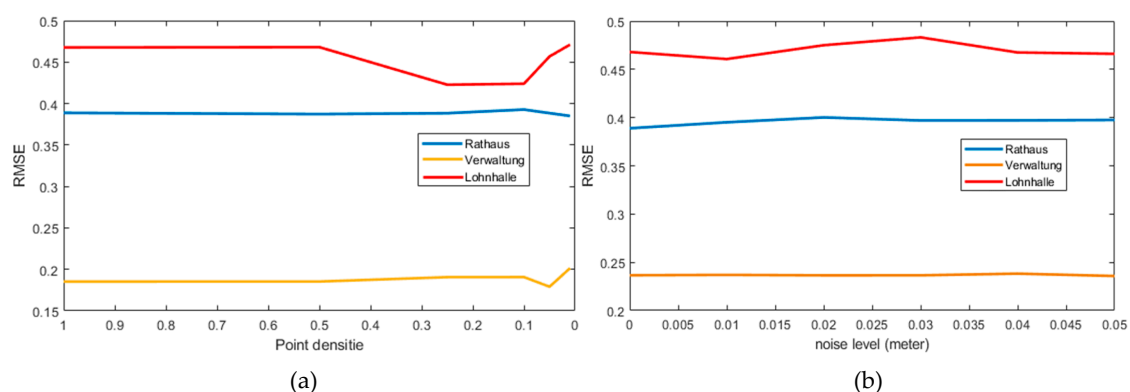 0.5
0.45
0.4
0.35
0.3
0.25
0.2
0.15
RMSE
1 0.9 0.8 0.7 0.6 0.5 0.4 0.3 0.2 0.1 0
Point densitie
Rathaus
Verwaltung
Lohnhalle
(a)
0.5
0.45
0.4
0.35
0.3
0.25
0.2
RMSE
0 0.005 0.01 0.015 0.02 0.025 0.03 0.035 0.04 0.045 0.05
noise level (meter)
Rathaus
Verwaltung
Lohnhalle
(b)